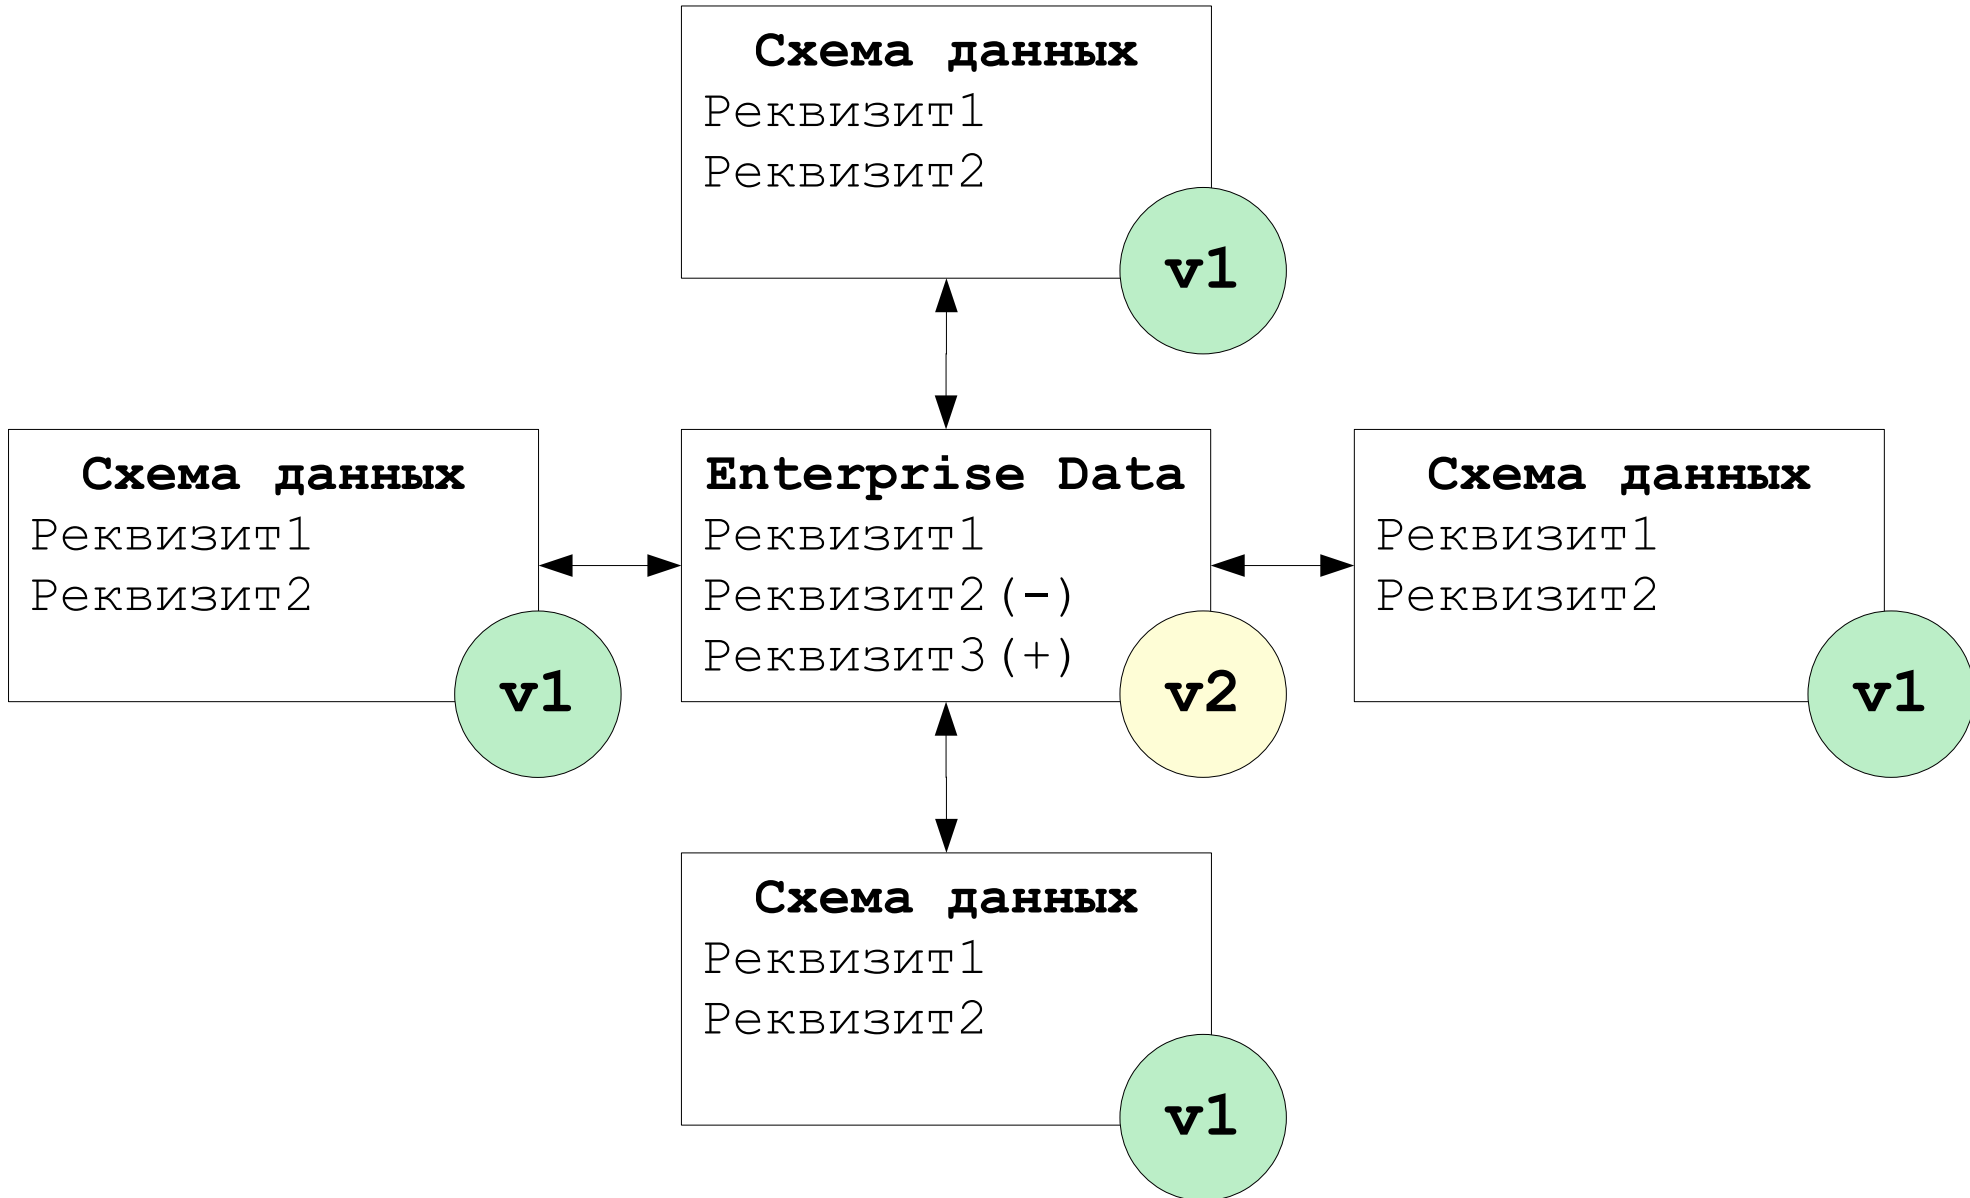 Схема данных
Реквизит1
Реквизит2
v1
Схема данных
Реквизит1
Реквизит2
v1
Enterprise Data
Реквизит1
Реквизит2(-)
Реквизит3(+)
v2
Схема данных
Реквизит1
Реквизит2
v1
Схема данных
Реквизит1
Реквизит2
v1